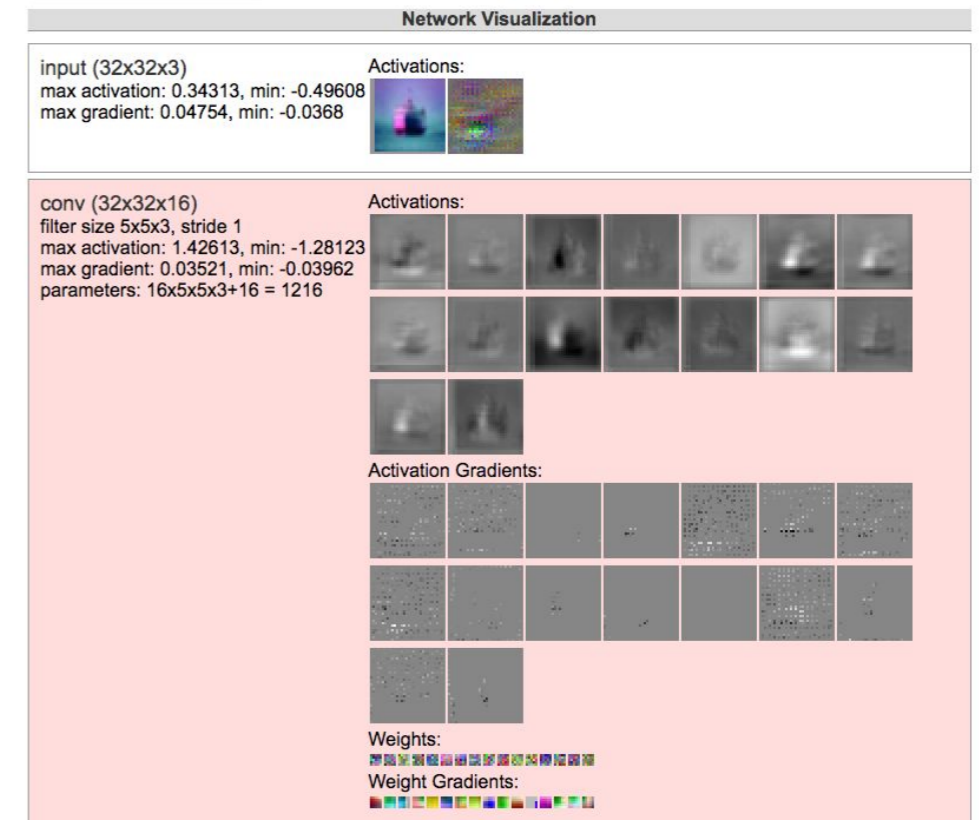 Network Visualization
input (32x32x3)
max activation: 0.34313, min: -0.49608
max gradient: 0.04754, min: -0.0368
Activations:
conv (32x32x16)
filter size 5x5x3, stride 1
max activation: 1.42613, min: -1.28123
max gradient: 0.03521, min: -0.03962
parameters: 16x5x5x3+16 = 1216
Activations:
Activation Gradients:
Weights:
Weight Gradients: